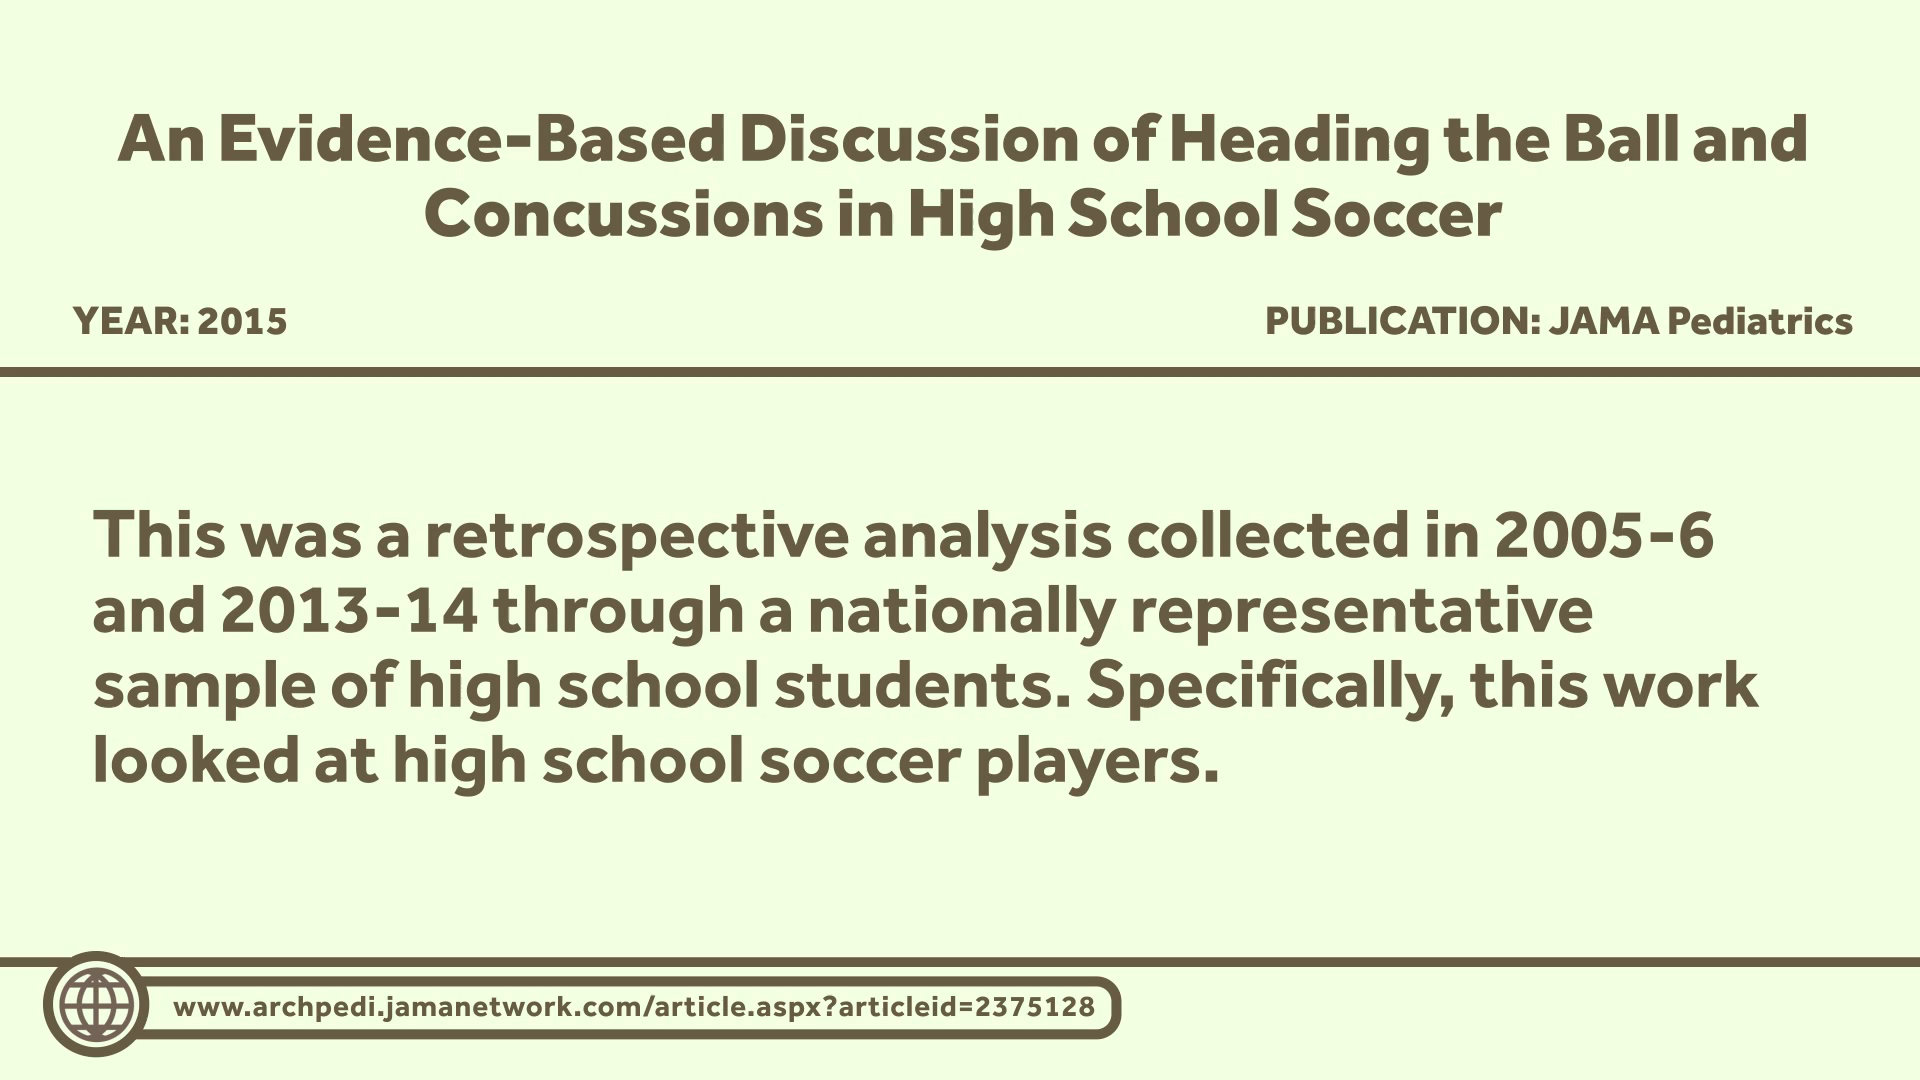 An Evidence-Based Discussion of Heading the Ball and
Concussions in High School Soccer
YEAR: 2015
PUBLICATION: JAMA Pediatrics
This was a retrospective analysis collected in 2005-6
and 2013-14 through a nationally representative
sample of high school students. Specifically, this work
looked at high school soccer players.
www.archpedi.jamanetwork.com/article.aspx?articleid=2375128